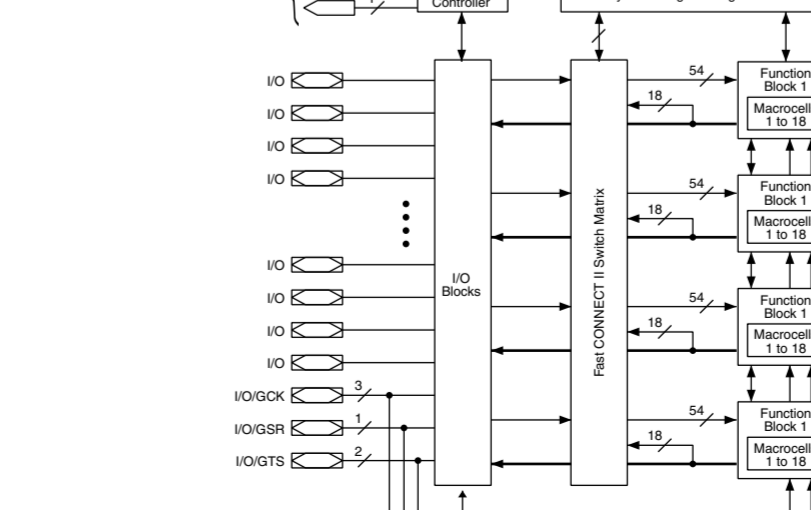 Controller
I/O
I/O
I/O
I/O
I/O
I/O
I/O
I/O
I/O/GCK
3
I/O/GSR
1
I/O/GTS
2
I/O
Blocks
Fast CONNECT II Switch Matrix
54
18
Function
Block 1
Macrocell
1 to 18
54
18
Function
Block 1
Macrocell
1 to 18
54
18
Function
Block 1
Macrocell
1 to 18
54
18
Function
Block 1
Macrocell
1 to 18